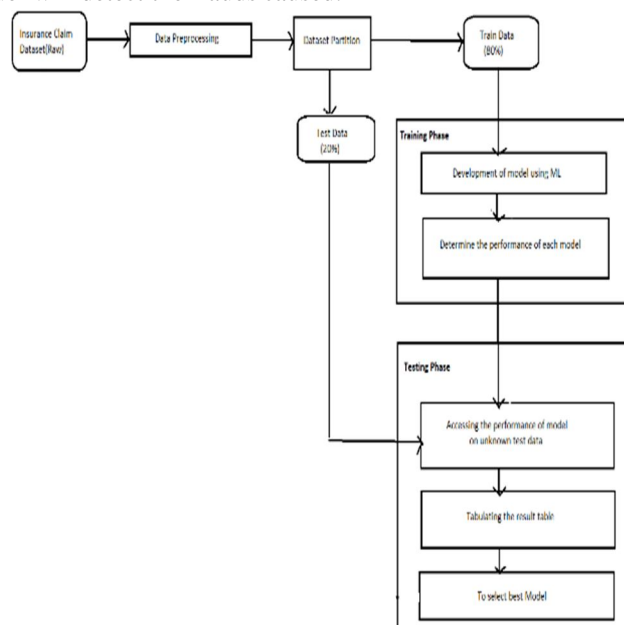 Insurance Claim
Dataset(Raw)
Data Preprocessing
Dataset Partition
Train Data
(80%)
Test Data
(20%)
Training Phase
Development of model using ML
Determine the performance of each model
Testing Phase
Accessing the performance of model
on unknown test data
Tabulating the result table
To select best Model